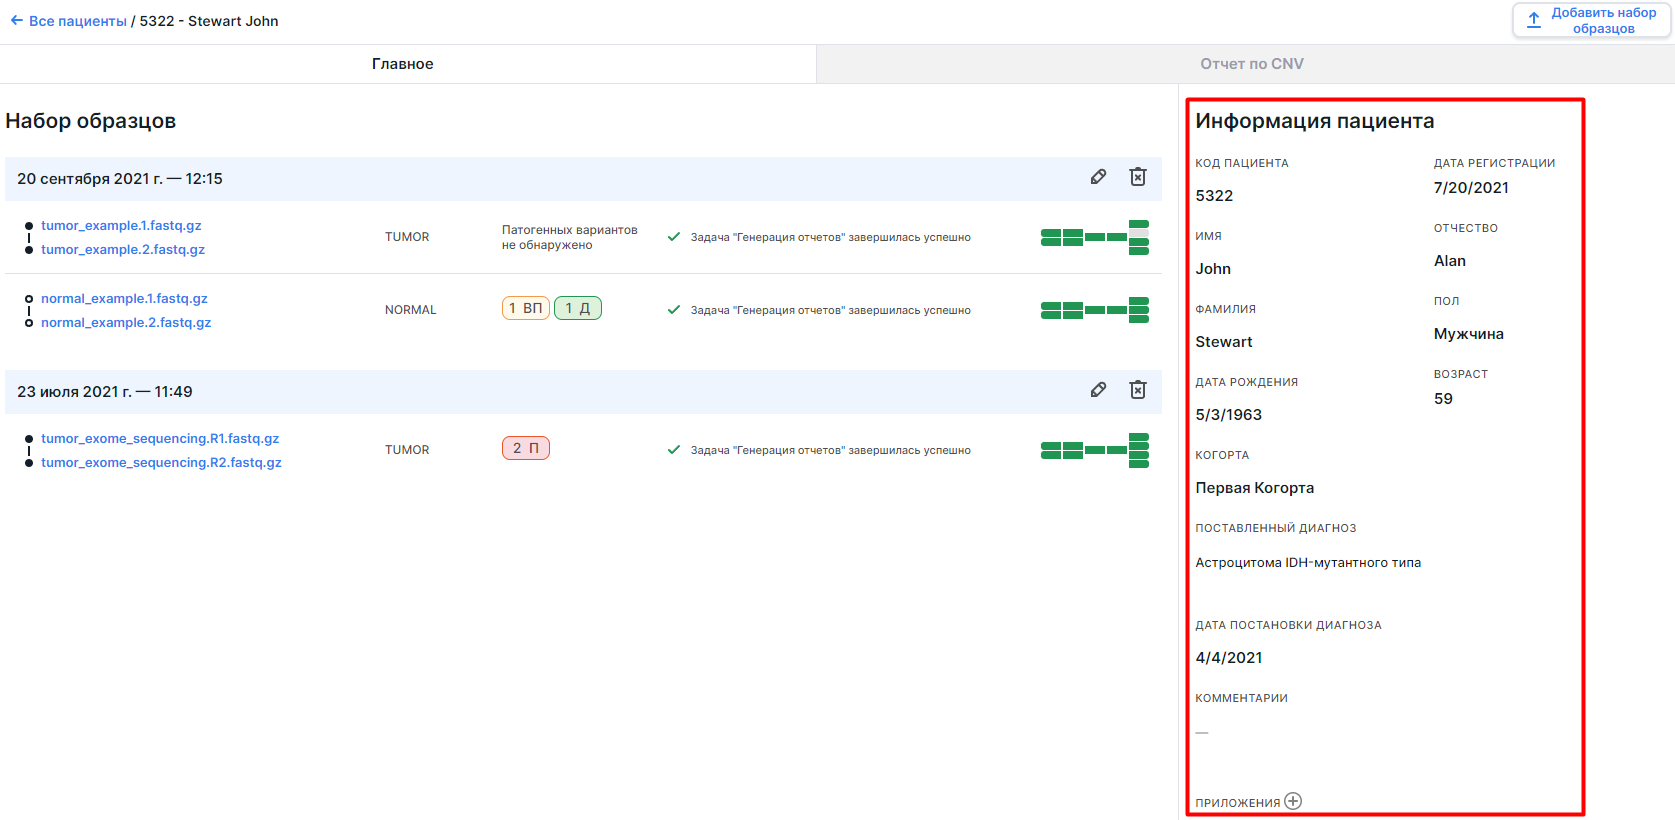 Все пациенты / 5322 - Stewart John
Добавить набор
образцов
Главное
Отчет по CNV
Набор образцов
20 сентября 2021 г. — 12:15
tumor_example.1.fastq.gz
tumor_example.2.fastq.gz
TUMOR
Патогенных вариантов
не обнаружено
Задача "Генерация отчетов" завершилась успешно
normal_example.1.fastq.gz
normal_example.2.fastq.gz
NORMAL
1 ВП
1 Д
Задача "Генерация отчетов" завершилась успешно
23 июля 2021 г. — 11:49
tumor_exome_sequencing.R1.fastq.gz
tumor_exome_sequencing.R2.fastq.gz
TUMOR
2 П
Задача "Генерация отчетов" завершилась успешно
Информация пациента
КОД ПАЦИЕНТА
5322
ДАТА РЕГИСТРАЦИИ
7/20/2021
ИМЯ
John
ОТЧЕСТВО
Alan
ФАМИЛИЯ
Stewart
ПОЛ
Мужчина
ДАТА РОЖДЕНИЯ
5/3/1963
ВОЗРАСТ
59
КОГОРТА
Первая Когорта
ПОСТАВЛЕННЫЙ ДИАГНОЗ
Астроцитома IDH-мутантного типа
ДАТА ПОСТАНОВКИ ДИАГНОЗА
4/4/2021
КОММЕНТАРИИ
—
ПРИЛОЖЕНИЯ